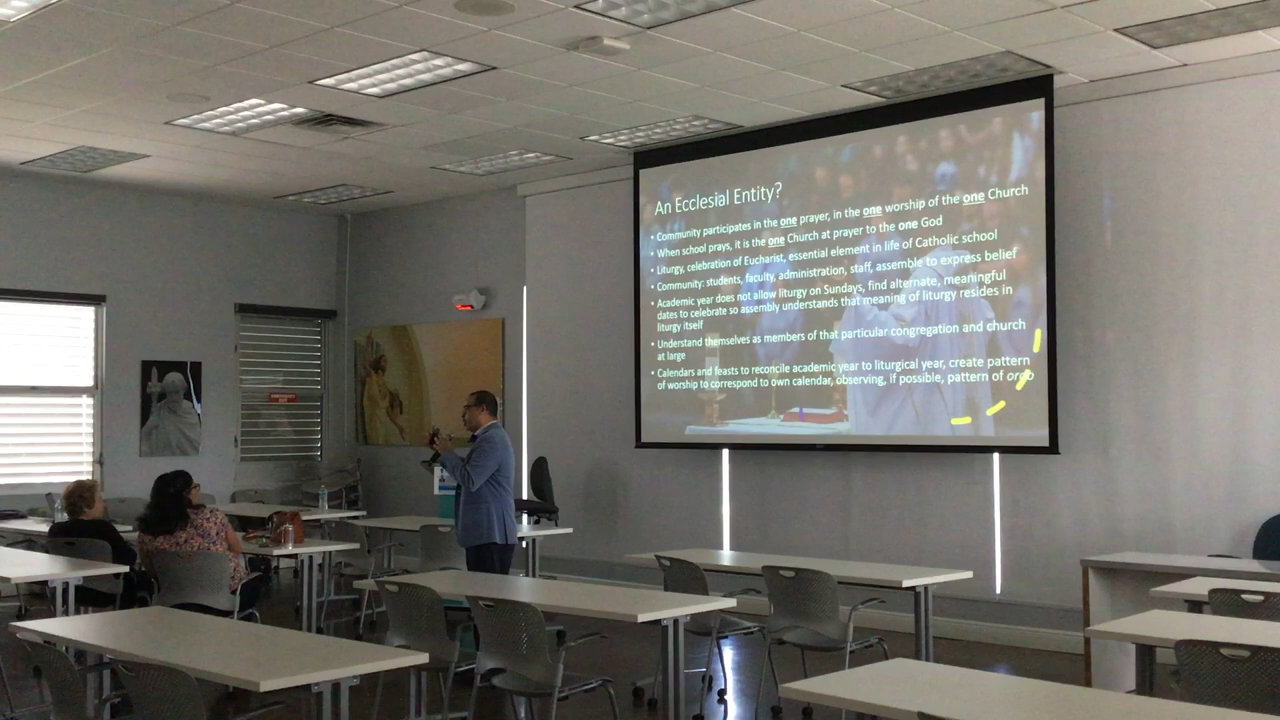 An Ecclesial Entity?
• Community participates in the one prayer, in the one worship of the one Church
• When school prays, it is the one Church at prayer to the one God
• Liturgy, celebration of Eucharist, essential element in life of Catholic school
• Community: students, faculty, administration, staff, assemble to express belief
• Academic year does not allow liturgy on Sundays, find alternate, meaningful
dates to celebrate so assembly understands that meaning of liturgy resides in
liturgy itself
• Understand themselves as members of that particular congregation and church
at large
• Calendars and feasts to reconcile academic year to liturgical year, create pattern
of worship to correspond to own calendar, observing, if possible, pattern of ordo